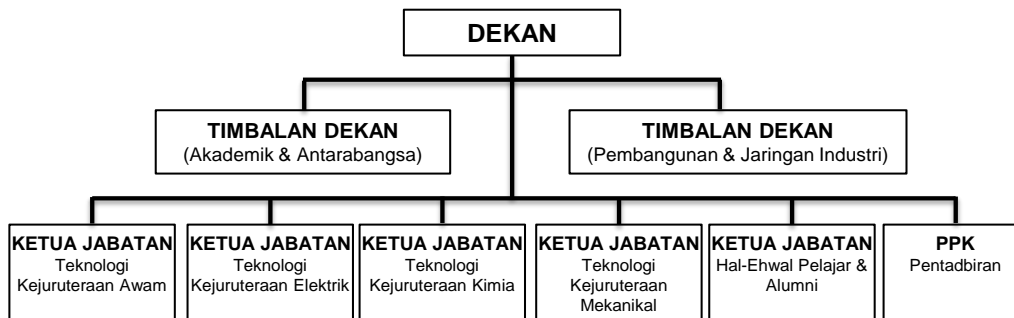 DEKAN
TIMBALAN DEKAN
(Akademik & Antarabangsa)
TIMBALAN DEKAN
(Pembangunan & Jaringan Industri)
KETUA JABATAN
Teknologi
Kejuruteraan Awam
KETUA JABATAN
Teknologi
Kejuruteraan Elektrik
KETUA JABATAN
Teknologi
Kejuruteraan Kimia
KETUA JABATAN
Teknologi
Kejuruteraan
Mekanikal
KETUA JABATAN
Hal-Ehwal Pelajar &
Alumni
PPK
Pentadbiran